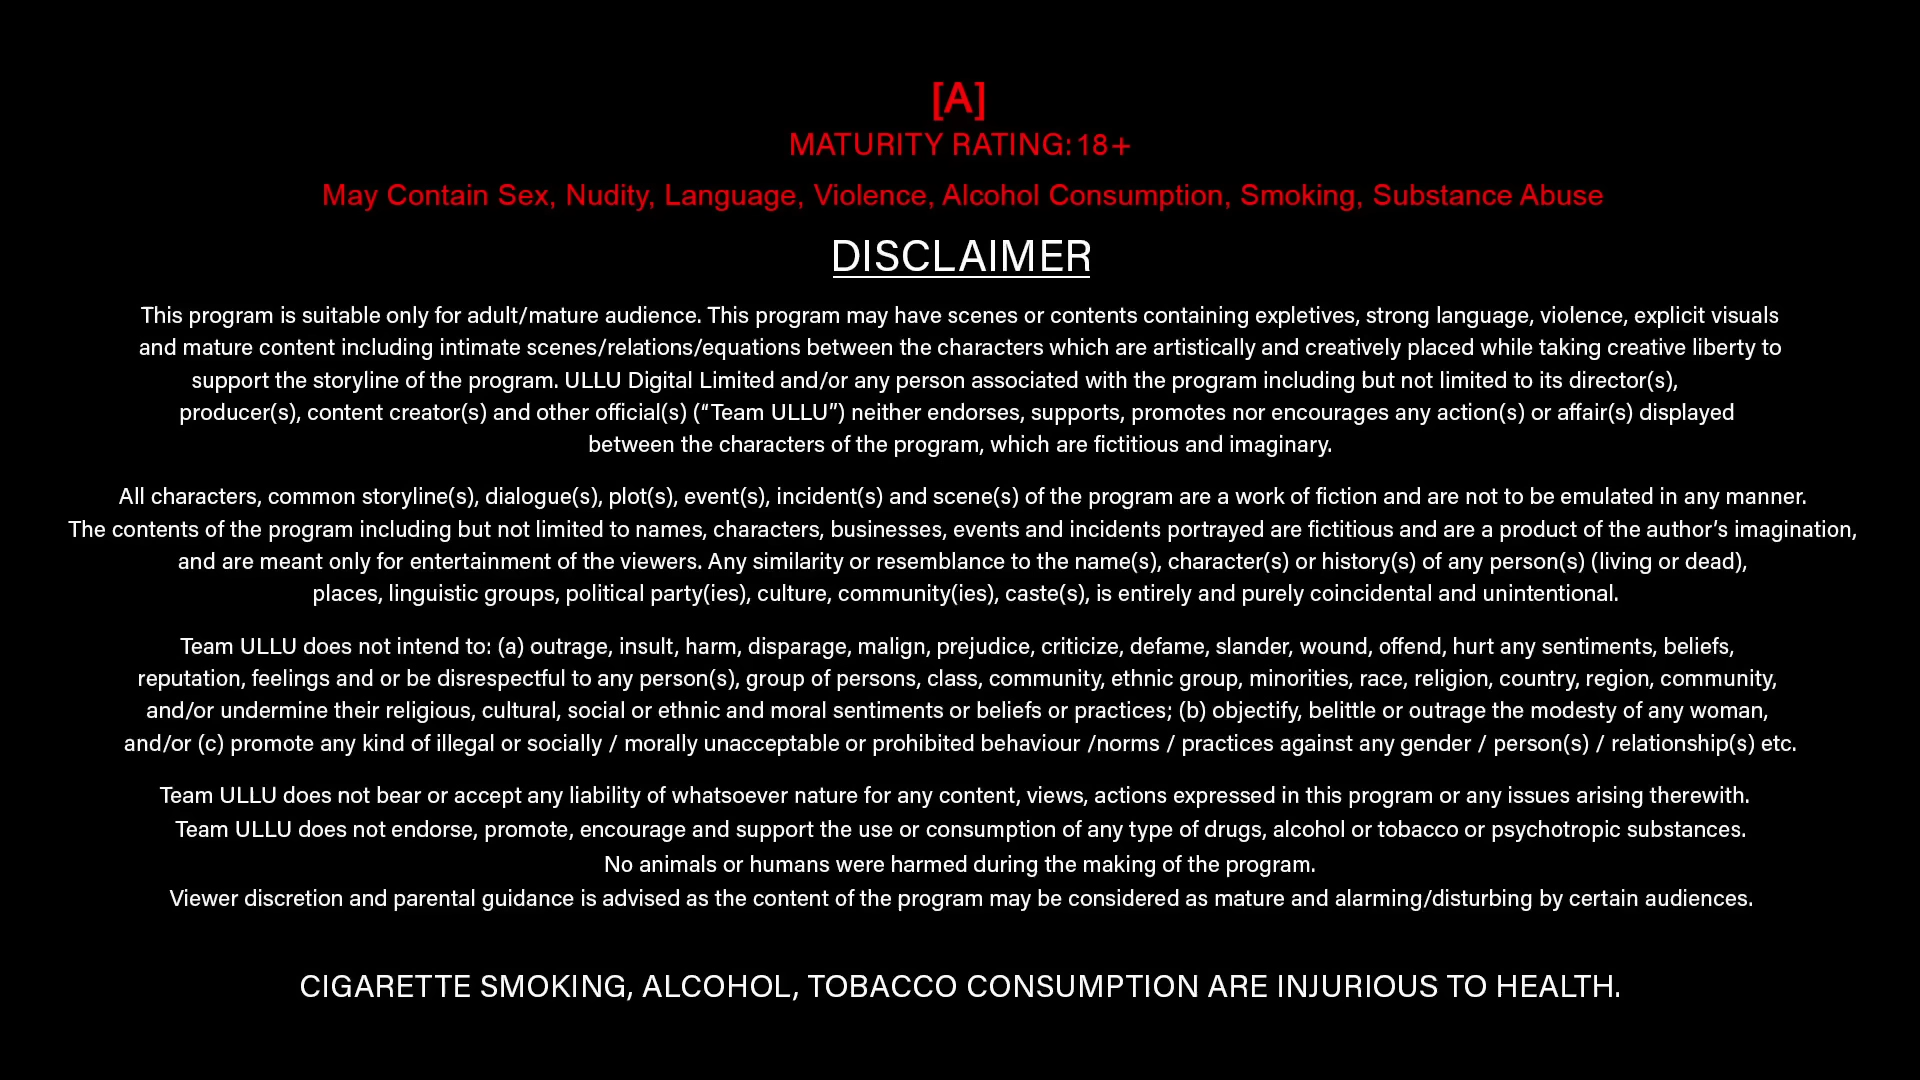 [A]
MATURITY RATING:18+
May Contain Sex, Nudity, Language, Violence, Alcohol Consumption, Smoking, Substance Abuse
DISCLAIMER
This program is suitable only for adult/mature audience. This program may have scenes or contents containing expletives, strong language, violence, explicit visuals
and mature content including intimate scenes/relations/equations between the characters which are artistically and creatively placed while taking creative liberty to
support the storyline of the program. ULLU Digital Limited and/or any person associated with the program including but not limited to its director(s),
producer(s), content creator(s) and other official(s) (“Team ULLU”) neither endorses, supports, promotes nor encourages any action(s) or affair(s) displayed
between the characters of the program, which are fictitious and imaginary.
All characters, common storyline(s), dialogue(s), plot(s), event(s), incident(s) and scene(s) of the program are a work of fiction and are not to be emulated in any manner.
The contents of the program including but not limited to names, characters, businesses, events and incidents portrayed are fictitious and are a product of the author’s imagination,
and are meant only for entertainment of the viewers. Any similarity or resemblance to the name(s), character(s) or history(s) of any person(s) (living or dead),
places, linguistic groups, political party(ies), culture, community(ies), caste(s), is entirely and purely coincidental and unintentional.
Team ULLU does not intend to: (a) outrage, insult, harm, disparage, malign, prejudice, criticize, defame, slander, wound, offend, hurt any sentiments, beliefs,
reputation, feelings and or be disrespectful to any person(s), group of persons, class, community, ethnic group, minorities, race, religion, country, region, community,
and/or undermine their religious, cultural, social or ethnic and moral sentiments or beliefs or practices; (b) objectify, belittle or outrage the modesty of any woman,
and/or (c) promote any kind of illegal or socially / morally unacceptable or prohibited behaviour /norms / practices against any gender / person(s) / relationship(s) etc.
Team ULLU does not bear or accept any liability of whatsoever nature for any content, views, actions expressed in this program or any issues arising therewith.
Team ULLU does not endorse, promote, encourage and support the use or consumption of any type of drugs, alcohol or tobacco or psychotropic substances.
No animals or humans were harmed during the making of the program.
Viewer discretion and parental guidance is advised as the content of the program may be considered as mature and alarming/disturbing by certain audiences.
CIGARETTE SMOKING, ALCOHOL, TOBACCO CONSUMPTION ARE INJURIOUS TO HEALTH.